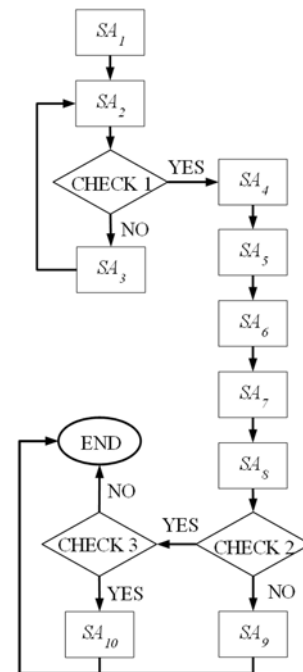 SA₁
SA₂
CHECK 1
YES
SA₄
NO
SA₃
SA₅
SA₆
SA₇
END
SA₈
NO
YES
CHECK 3
CHECK 2
YES
NO
SA₁₀
SA₉